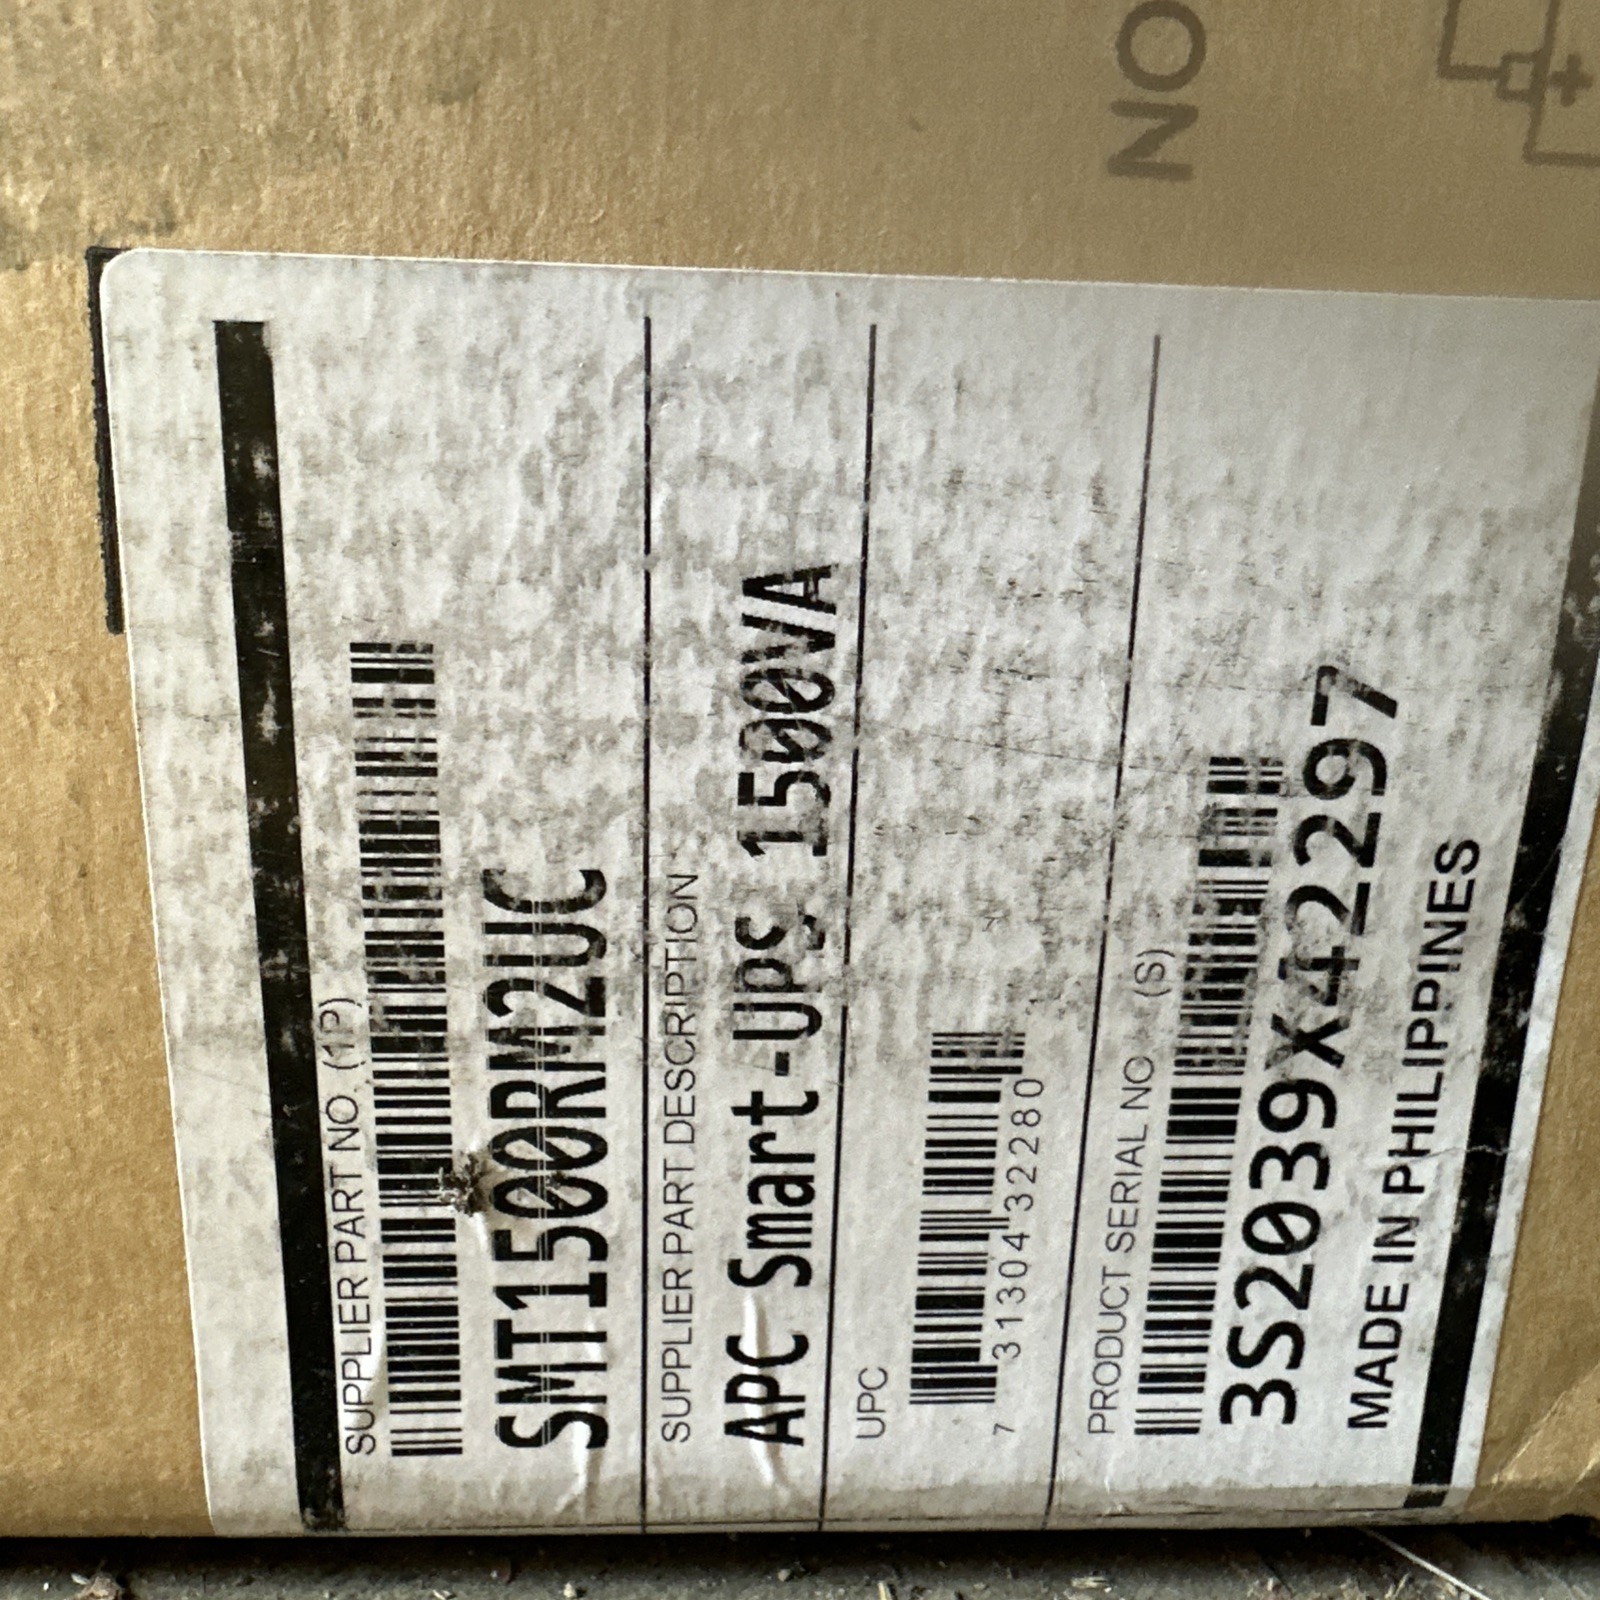 NO
SUPPLIER PART NO. (1P)
SMT1500RM2UC
SUPPLIER PART DESCRIPTION
APC Smart-UPS 1500VA
UPC
7 31304 32280
PRODUCT SERIAL NO (S)
3S2039X42297
MADE IN PHILIPPINES